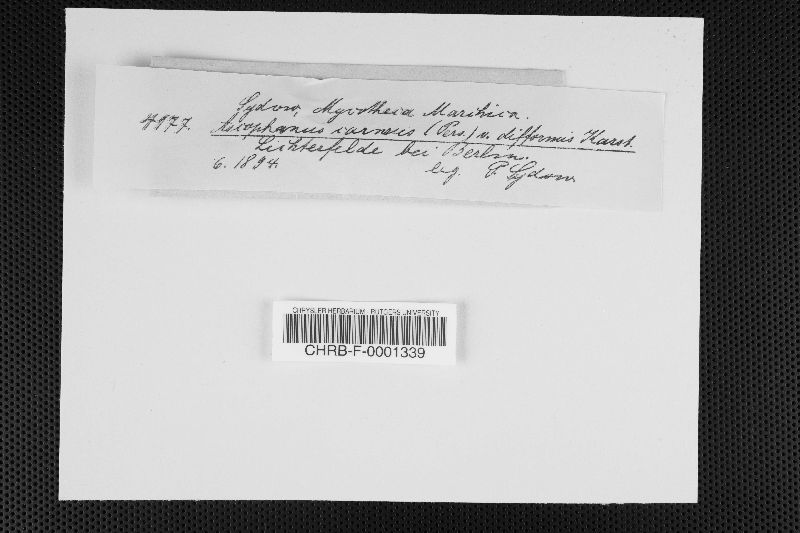 Sydow, Mycotheca Marchica.
4977. Ascophanus carneus (Pers.) v. difformis Karst.
Lichterfelde bei Berlin.
6. 1894. leg. P. Sydow.
CHRYSLER HERBARIUM - RUTGERS UNIVERSITY
CHRB-F-0001339